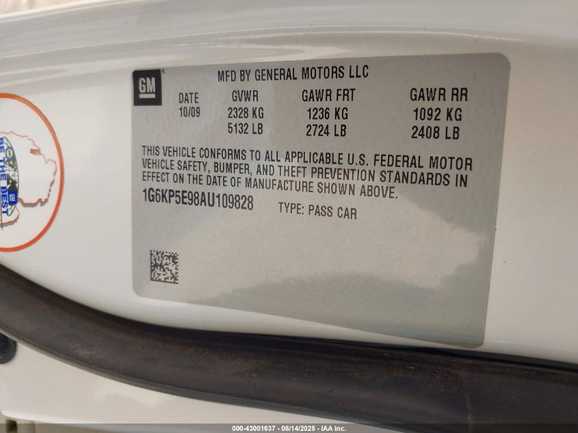 GM
MFD BY GENERAL MOTORS LLC
DATE GVWR GAWR FRT GAWR RR
10/09 2328 KG 1236 KG 1092 KG
5132 LB 2724 LB 2408 LB
THIS VEHICLE CONFORMS TO ALL APPLICABLE U.S. FEDERAL MOTOR
VEHICLE SAFETY, BUMPER, AND THEFT PREVENTION STANDARDS IN
EFFECT ON THE DATE OF MANUFACTURE SHOWN ABOVE.
1G6KP5E98AU109828 TYPE: PASS CAR
000-43001637 - 08/14/2025 - IAA Inc.